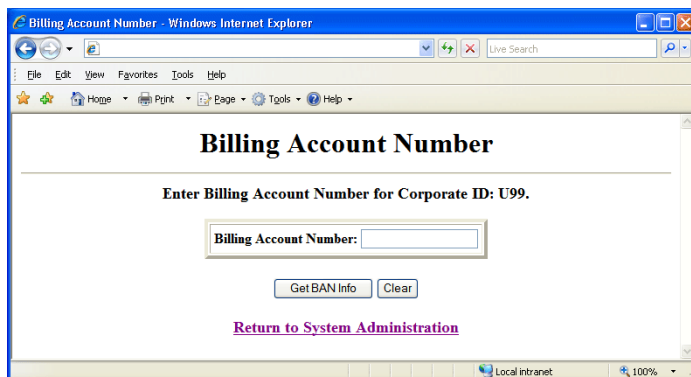 Billing Account Number - Windows Internet Explorer
Live Search
File Edit View Favorites Tools Help
Home Print Page Tools Help
Billing Account Number
Enter Billing Account Number for Corporate ID: U99.
Billing Account Number:
Get BAN Info Clear
Return to System Administration
Local intranet 100%